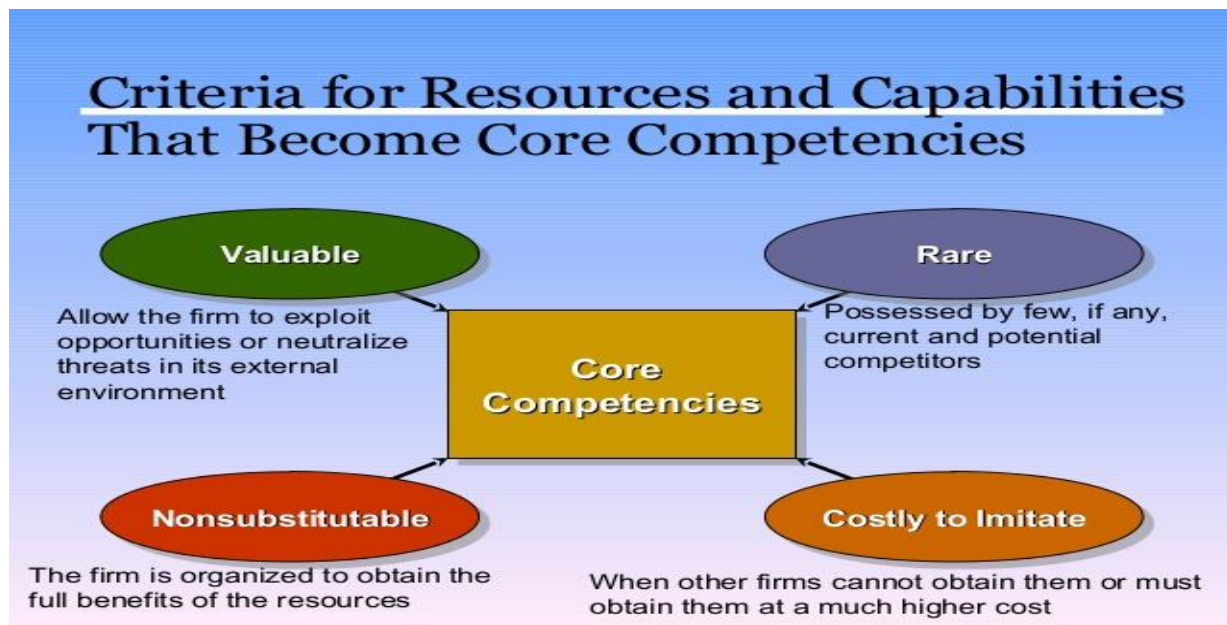 Criteria for Resources and Capabilities
That Become Core Competencies
Valuable
Allow the firm to exploit
opportunities or neutralize
threats in its external
environment
Rare
Possessed by few, if any,
current and potential
competitors
Core
Competencies
Nonsubstitutable
The firm is organized to obtain the
full benefits of the resources
Costly to Imitate
When other firms cannot obtain them or must
obtain them at a much higher cost